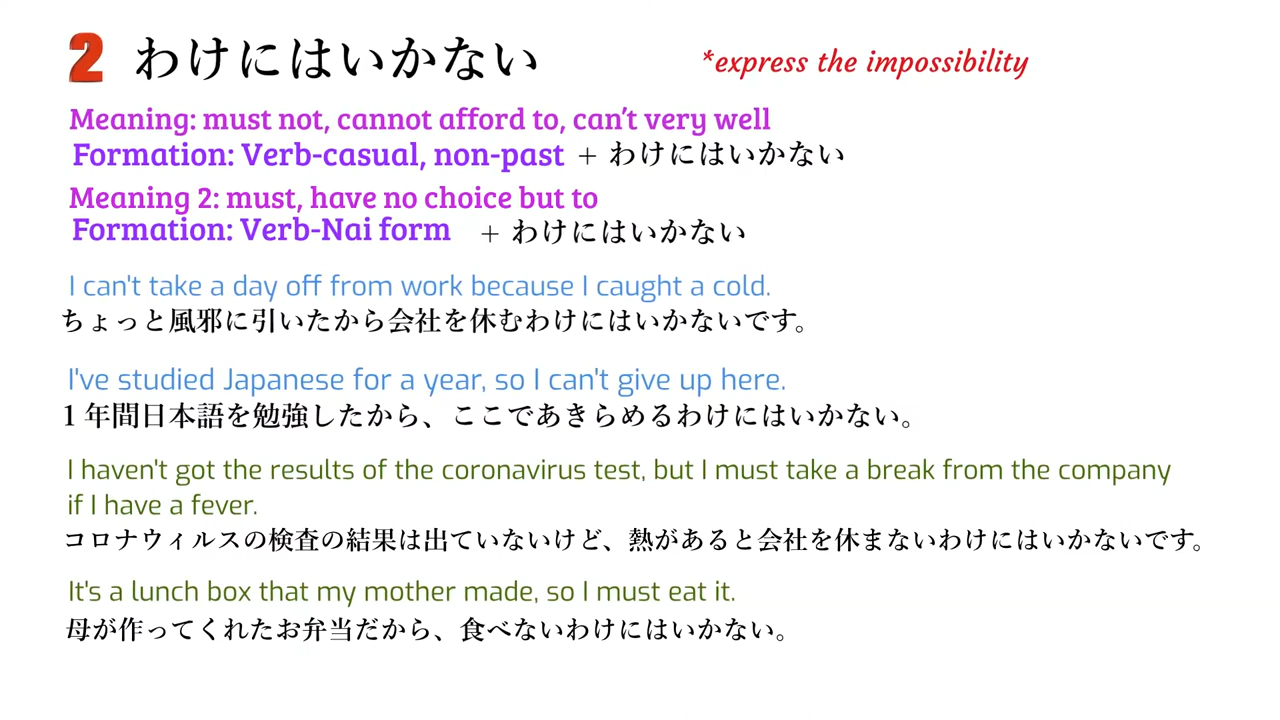 2 わけにはいかない *express the impossibility
Meaning: must not, cannot afford to, can't very well
Formation: Verb-casual, non-past + わけにはいかない
Meaning 2: must, have no choice but to
Formation: Verb-Nai form + わけにはいかない
I can't take a day off from work because I caught a cold.
ちょっと風邪に引いたから会社を休むわけにはいかないです。
I've studied Japanese for a year, so I can't give up here.
1年間日本語を勉強したから、ここであきらめるわけにはいかない。
I haven't got the results of the coronavirus test, but I must take a break from the company
if I have a fever.
コロナウィルスの検査の結果は出ていないけど、熱があると会社を休まないわけにはいかないです。
It's a lunch box that my mother made, so I must eat it.
母が作ってくれたお弁当だから、食べないわけにはいかない。